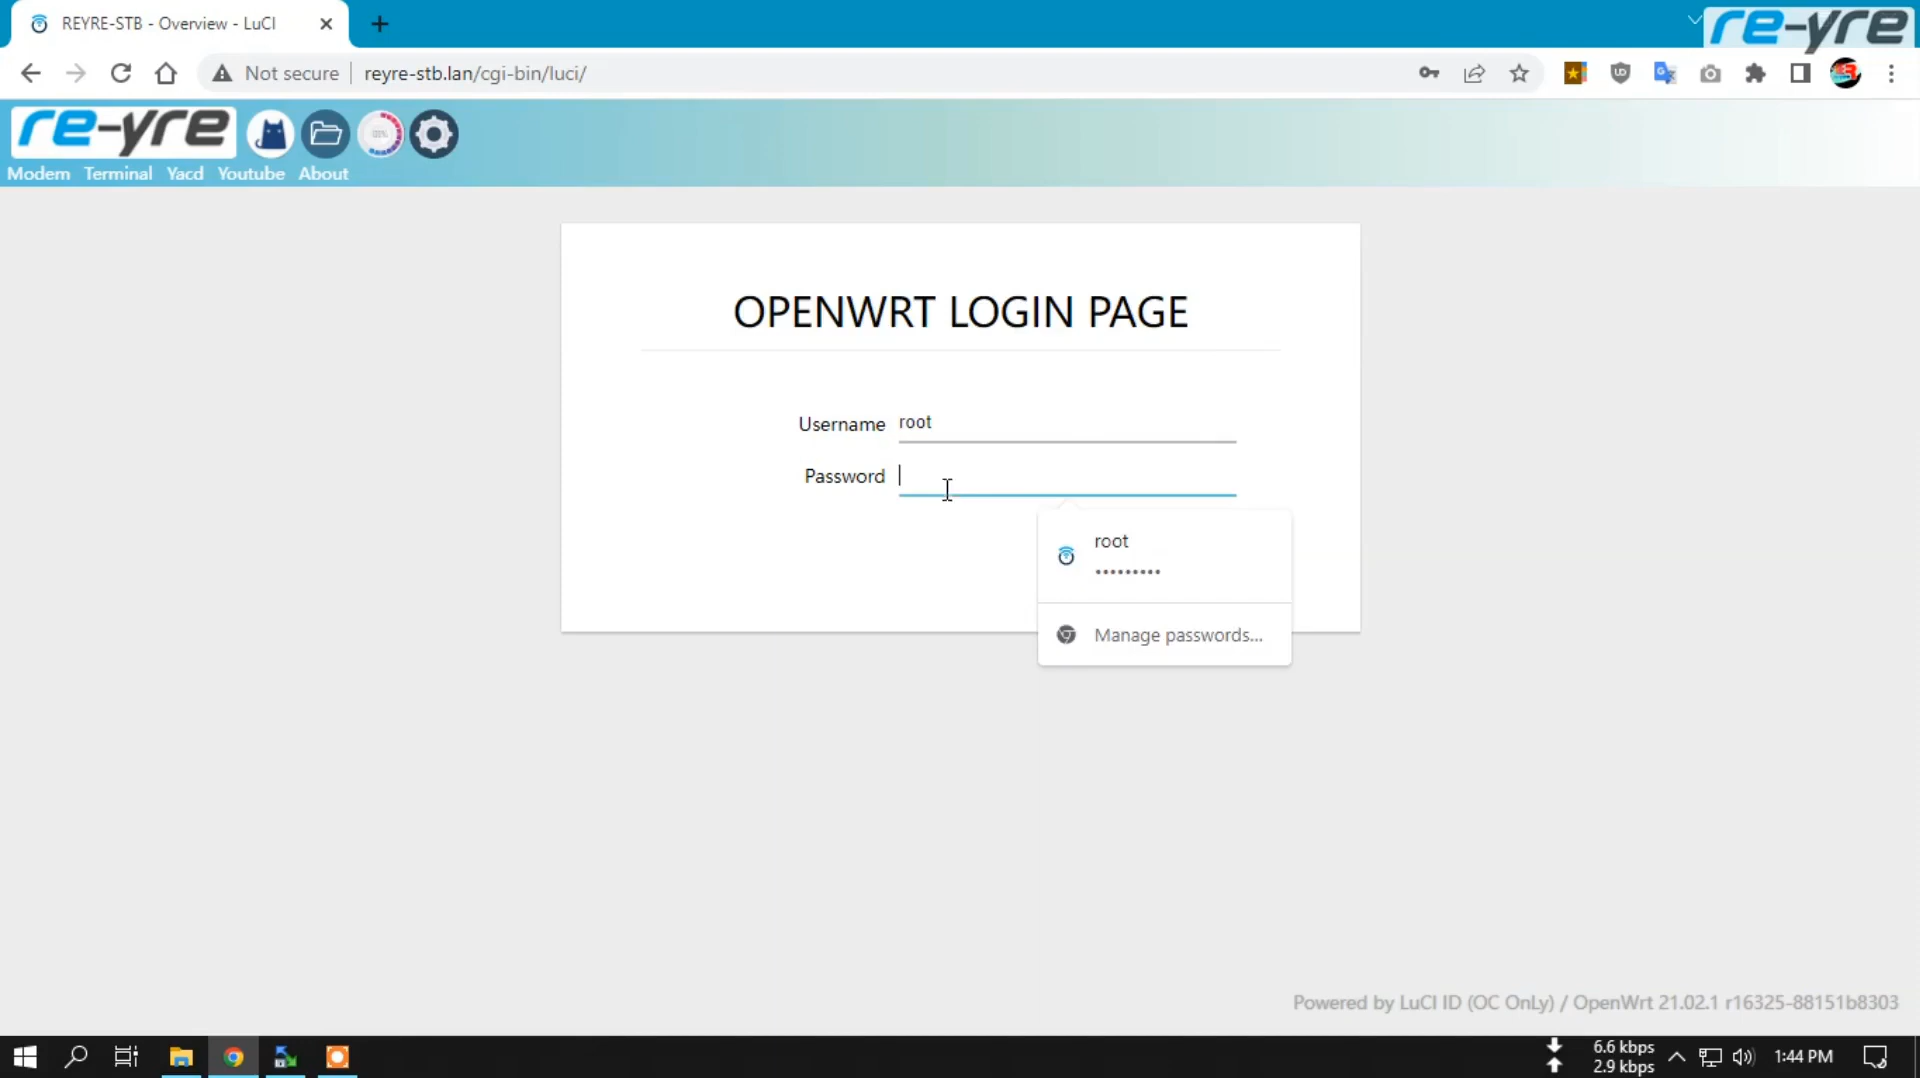 REYRE-STB - Overview - LuCI
re-yre
Not secure
reyre-stb.lan/cgi-bin/luci/
re-yre
Modem Terminal Yacd Youtube About
OPENWRT LOGIN PAGE
Username root
Password
root
•••••••••
Manage passwords...
Powered by LuCI ID (OC OnLy) / OpenWrt 21.02.1 r16325-88151b8303
6.6 kbps
2.9 kbps
1:44 PM